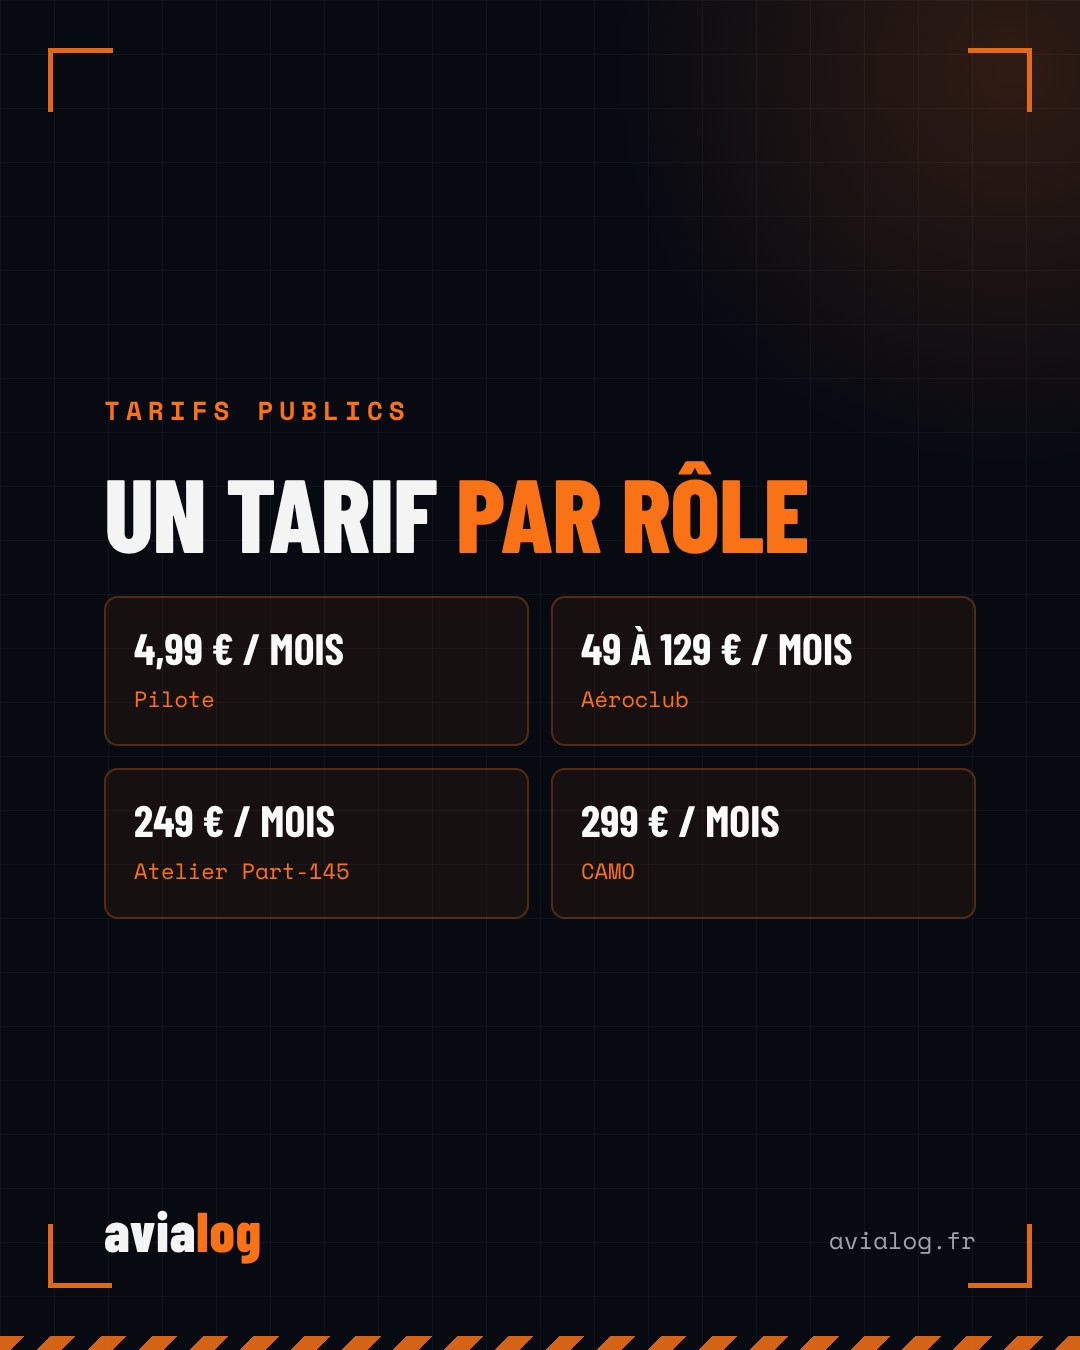 TARIFS PUBLICS
UN TARIF PAR RÔLE
4,99 € / MOIS
Pilote
49 À 129 € / MOIS
Aéroclub
249 € / MOIS
Atelier Part-145
299 € / MOIS
CAMO
avialog
avialog.fr